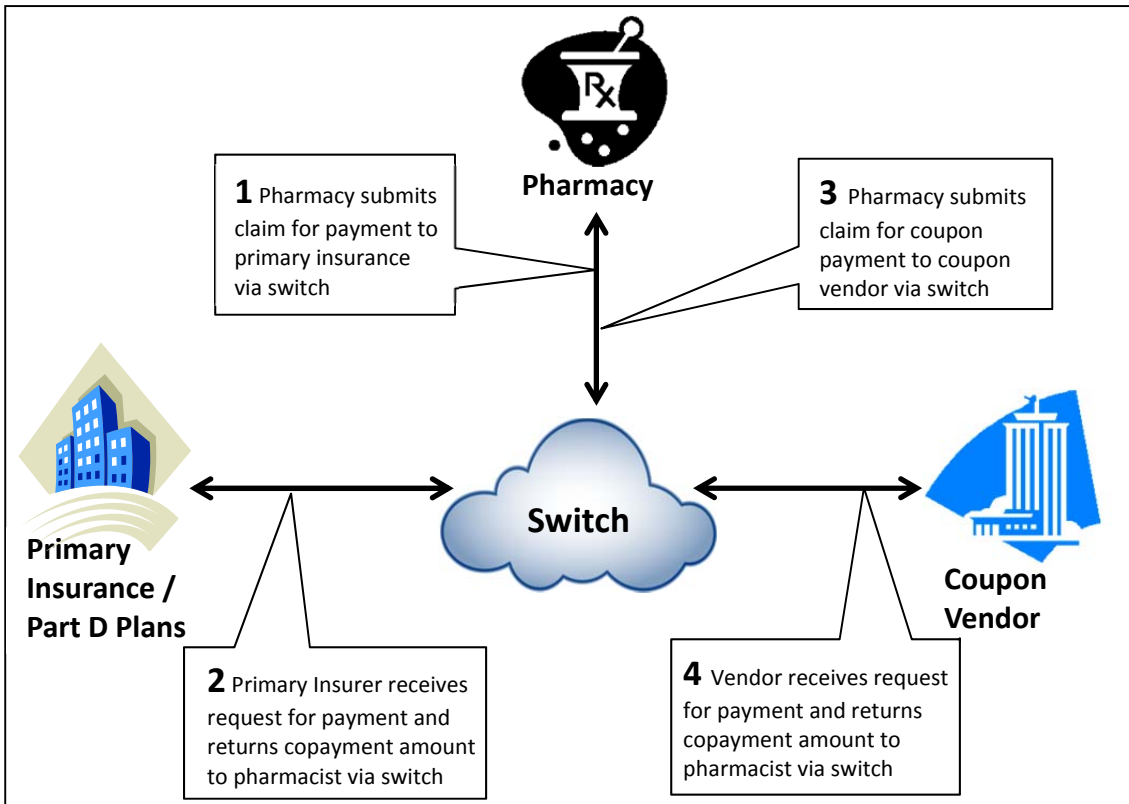 Rx
Pharmacy
1 Pharmacy submits
claim for payment to
primary insurance
via switch
3 Pharmacy submits
claim for coupon
payment to coupon
vendor via switch
Switch
Primary
Insurance /
Part D Plans
Coupon
Vendor
2 Primary Insurer receives
request for payment and
returns copayment amount
to pharmacist via switch
4 Vendor receives request
for payment and returns
copayment amount to
pharmacist via switch